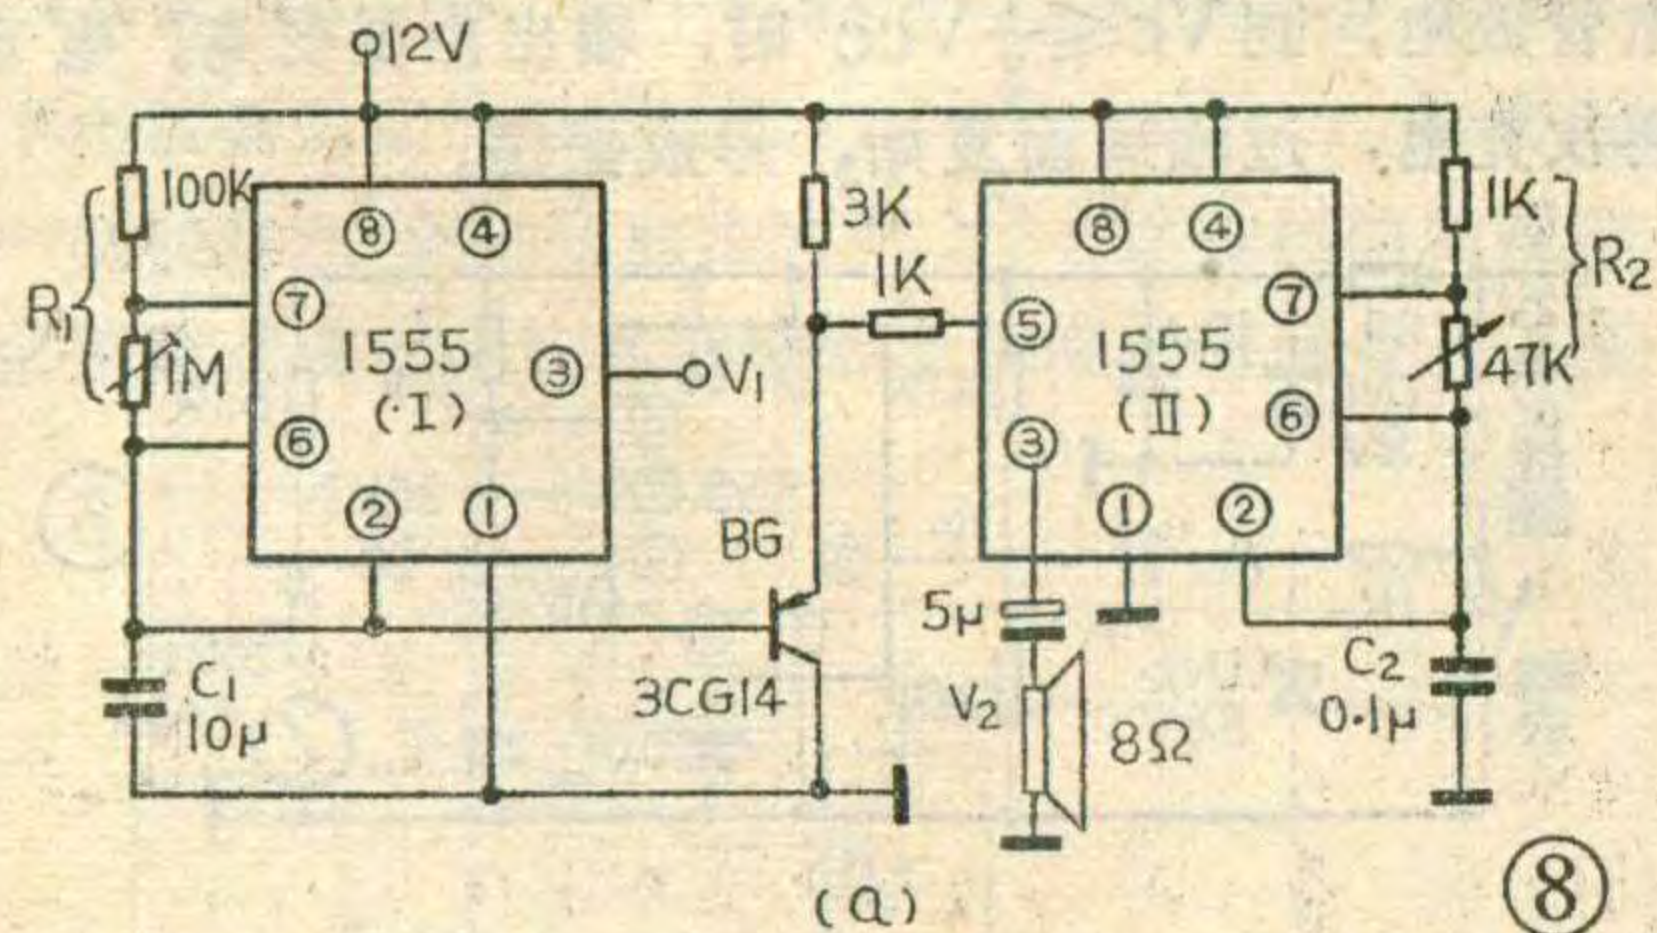 12V
100K
R₁
1M
⑧ ④
⑦
1555
(·I)
③
V₁
⑥
② ①
C₁
10μ
3K
1K
BG
3CG14
⑧ ④
⑤
⑦
1555
(II)
③
⑥
① ②
1K
R₂
47K
5μ
V₂
8Ω
C₂
0.1μ
(a)
⑧